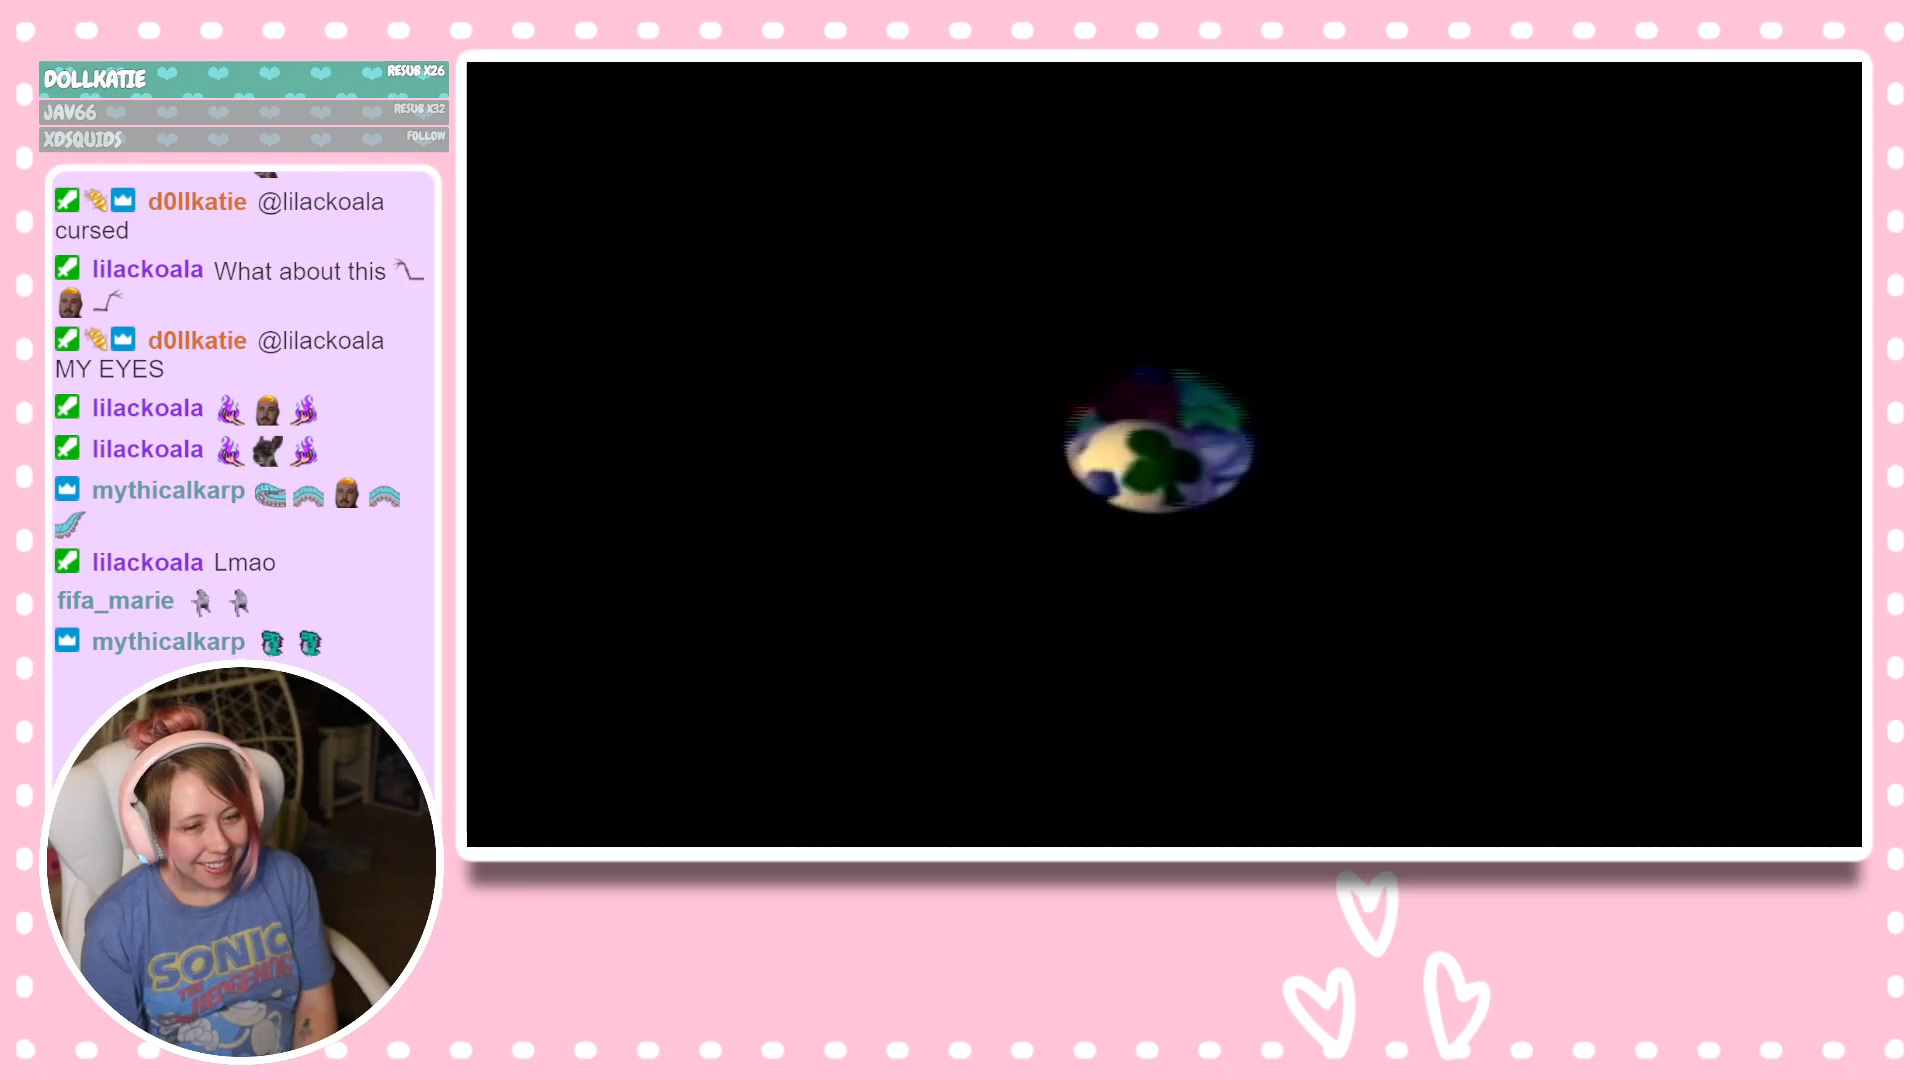 DOLLKATIE RESUB X26
JAV66 RESUB X32
XDSQUIDS FOLLOW
d0llkatie @lilackoala
cursed
lilackoala What about this
d0llkatie @lilackoala
MY EYES
lilackoala
lilackoala
mythicalkarp
lilackoala Lmao
fifa_marie
mythicalkarp
SONIC
THE
HEDGEHOG